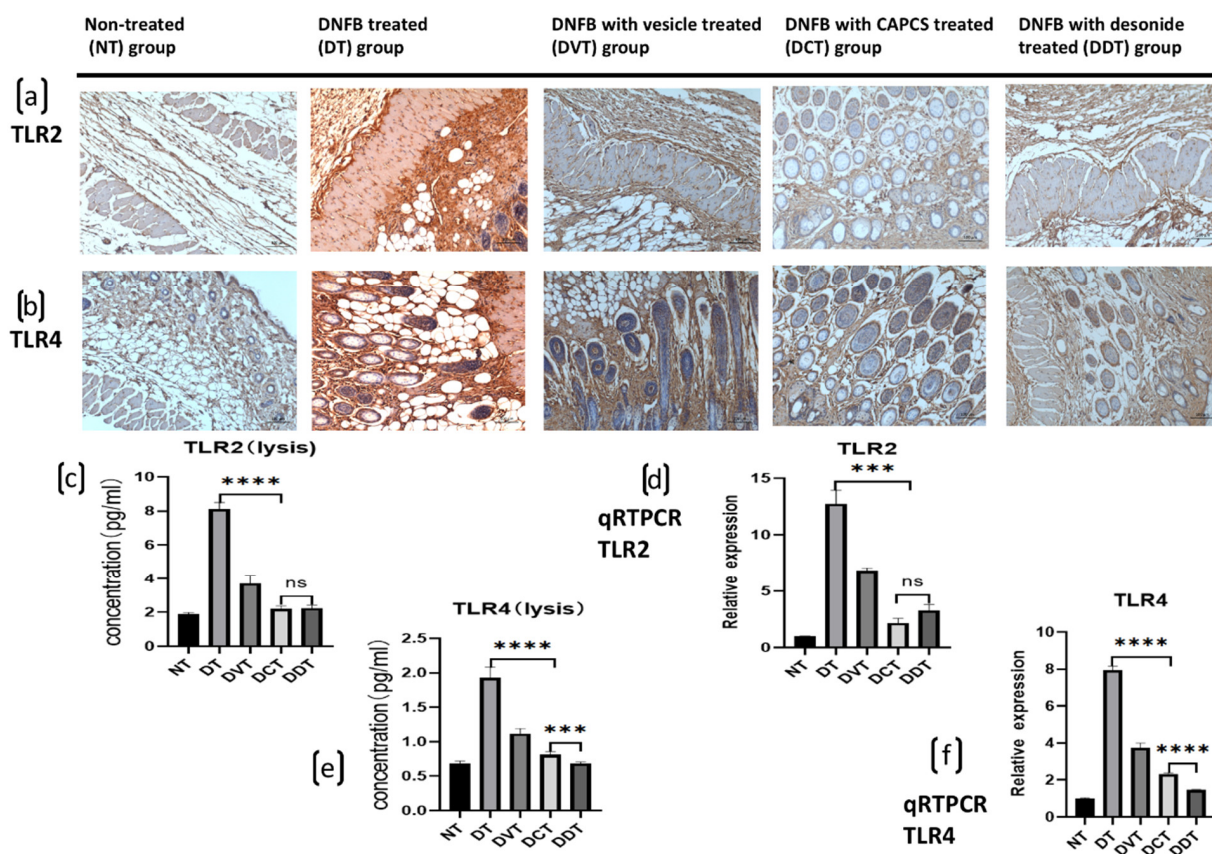 Non-treated
(NT) group
DNFB treated
(DT) group
DNFB with vesicle treated
(DVT) group
DNFB with CAPCS treated
(DCT) group
DNFB with desonide
treated (DDT) group
(a)
TLR2
(b)
TLR4
(c)
TLR2(lysis)
concentration(pg/ml)
10
8
6
4
2
0
****
ns
NT
DT
DVT
DCT
DDT
(d)
qRTPCR
TLR2
TLR2
Relative expression
15
10
5
0
***
ns
NT
DT
DVT
DCT
DDT
(e)
TLR4(lysis)
concentration(pg/ml)
2.5
2.0
1.5
1.0
0.5
0.0
****
***
NT
DT
DVT
DCT
DDT
(f)
qRTPCR
TLR4
TLR4
Relative expression
10
8
6
4
2
0
****
****
NT
DT
DVT
DCT
DDT